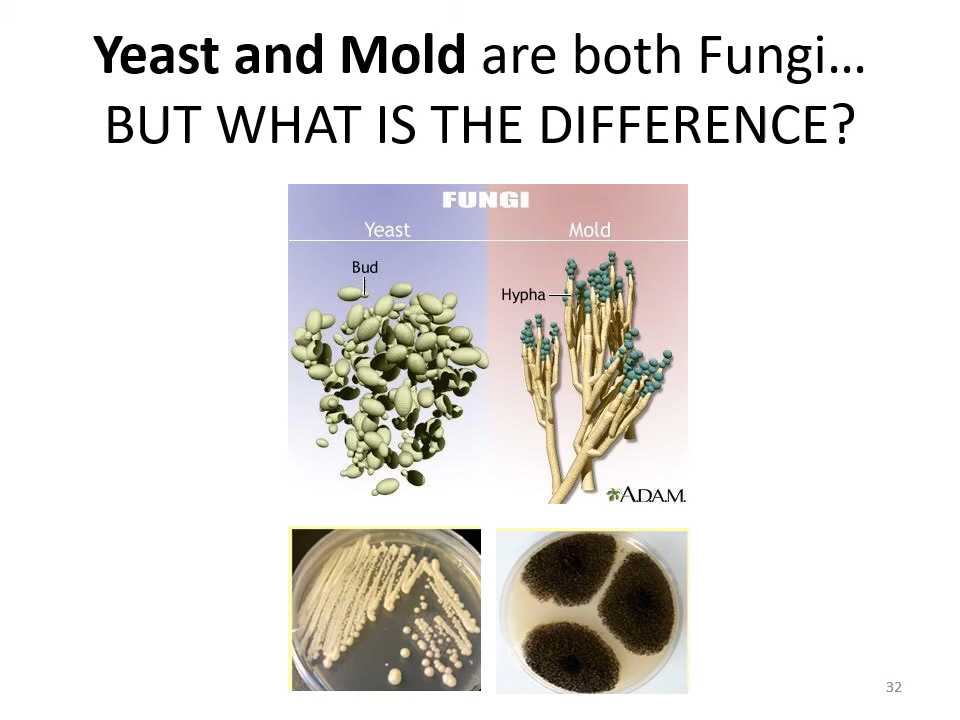 Yeast and Mold are both Fungi…
BUT WHAT IS THE DIFFERENCE?
FUNGI
Yeast
Mold
Bud
Hypha
A.D.A.M.
32